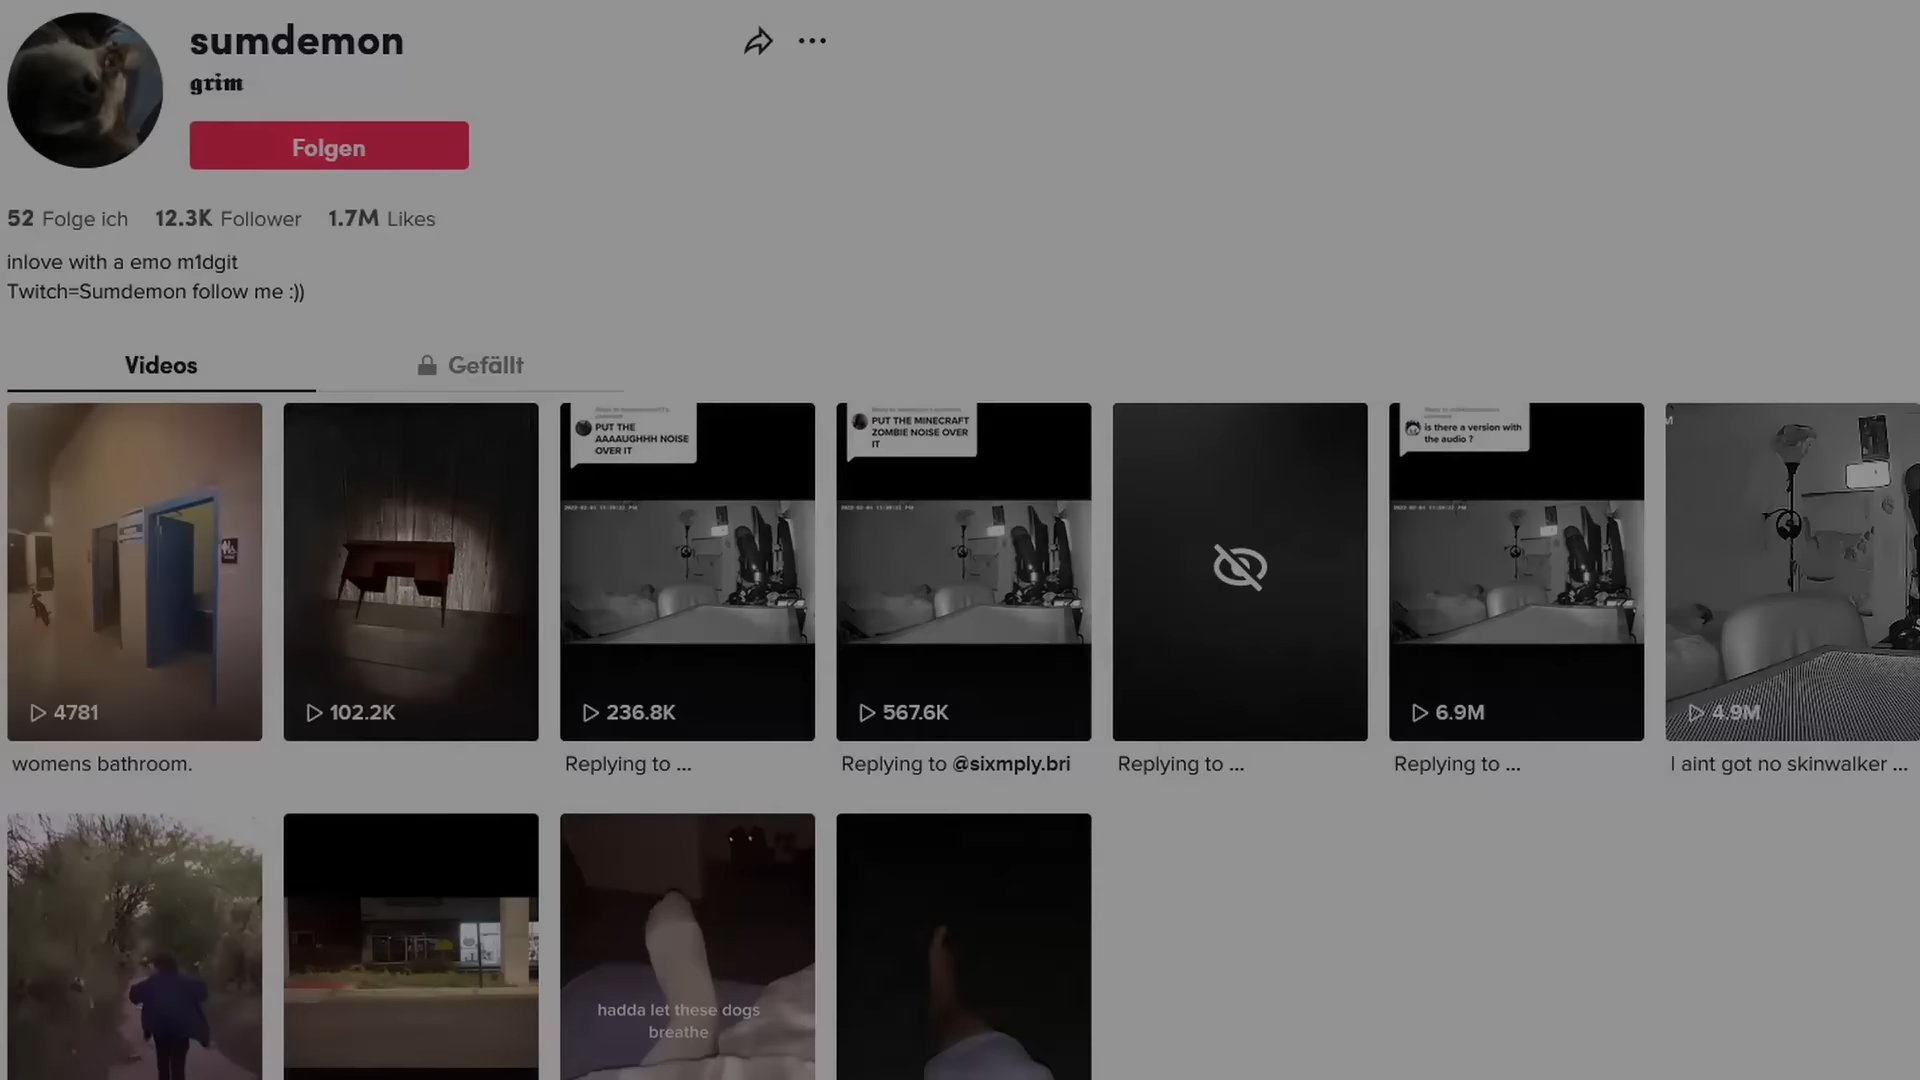 sumdemon
𝖌𝖗𝖎𝖒
Folgen
52 Folge ich 12.3K Follower 1.7M Likes
inlove with a emo m1dgit
Twitch=Sumdemon follow me :))
Videos
Gefällt
PUT THE
AAAAUGHHH NOISE
OVER IT
PUT THE MINECRAFT
ZOMBIE NOISE OVER
IT
is there a version with
the audio ?
4781
102.2K
236.8K
567.6K
6.9M
4.9M
womens bathroom.
Replying to ...
Replying to @sixmply.bri
Replying to ...
Replying to ...
I aint got no skinwalker ...
hadda let these dogs
breathe